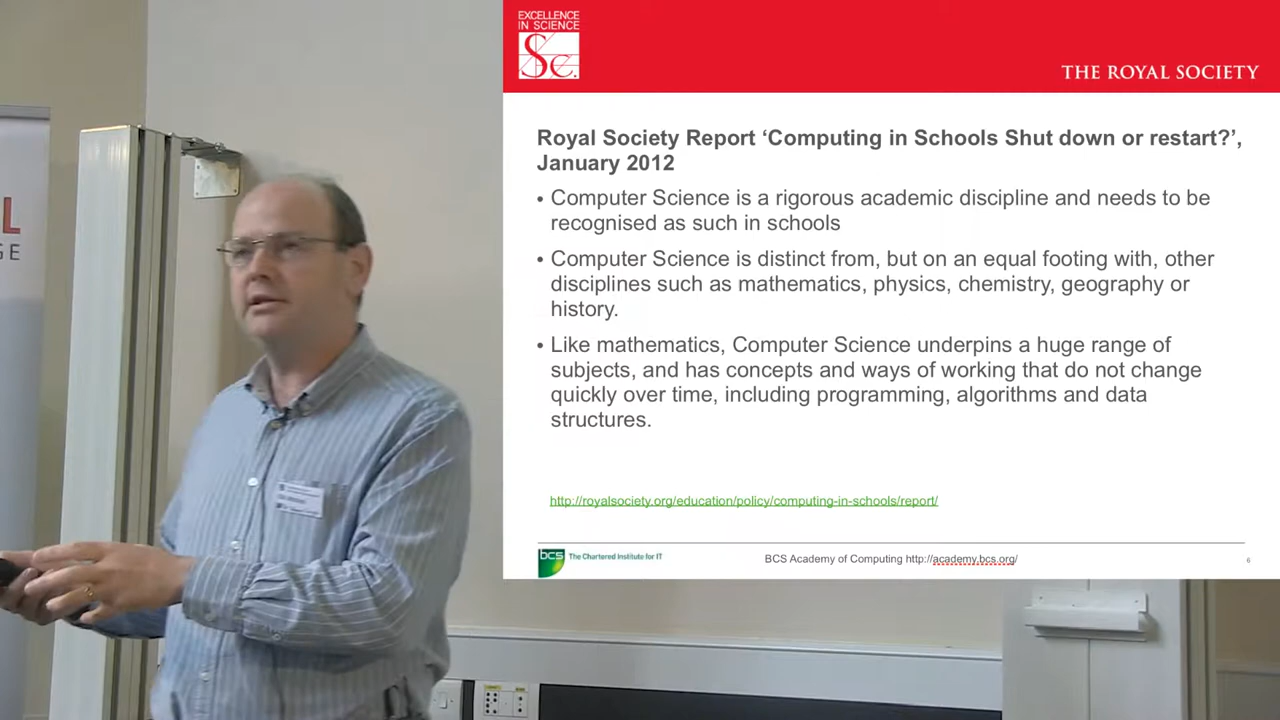 EXCELLENCE
IN SCIENCE
Sc.
THE ROYAL SOCIETY
Royal Society Report ‘Computing in Schools Shut down or restart?’,
January 2012
• Computer Science is a rigorous academic discipline and needs to be
recognised as such in schools
• Computer Science is distinct from, but on an equal footing with, other
disciplines such as mathematics, physics, chemistry, geography or
history.
• Like mathematics, Computer Science underpins a huge range of
subjects, and has concepts and ways of working that do not change
quickly over time, including programming, algorithms and data
structures.
http://royalsociety.org/education/policy/computing-in-schools/report/
bcs The Chartered Institute for IT
BCS Academy of Computing http://academy.bcs.org/
6